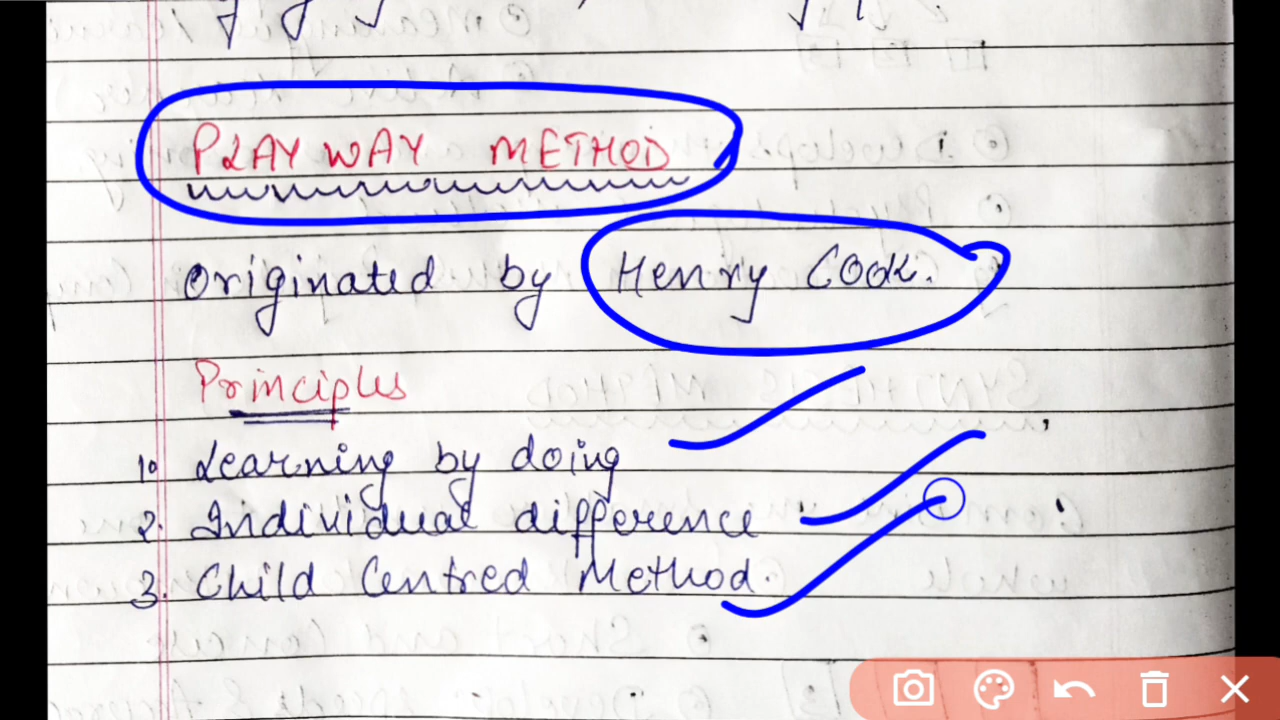 PLAY WAY METHOD
Originated by Henry Cook.
Principles
1. Learning by doing
2. Individual difference
3. Child Centred Method.